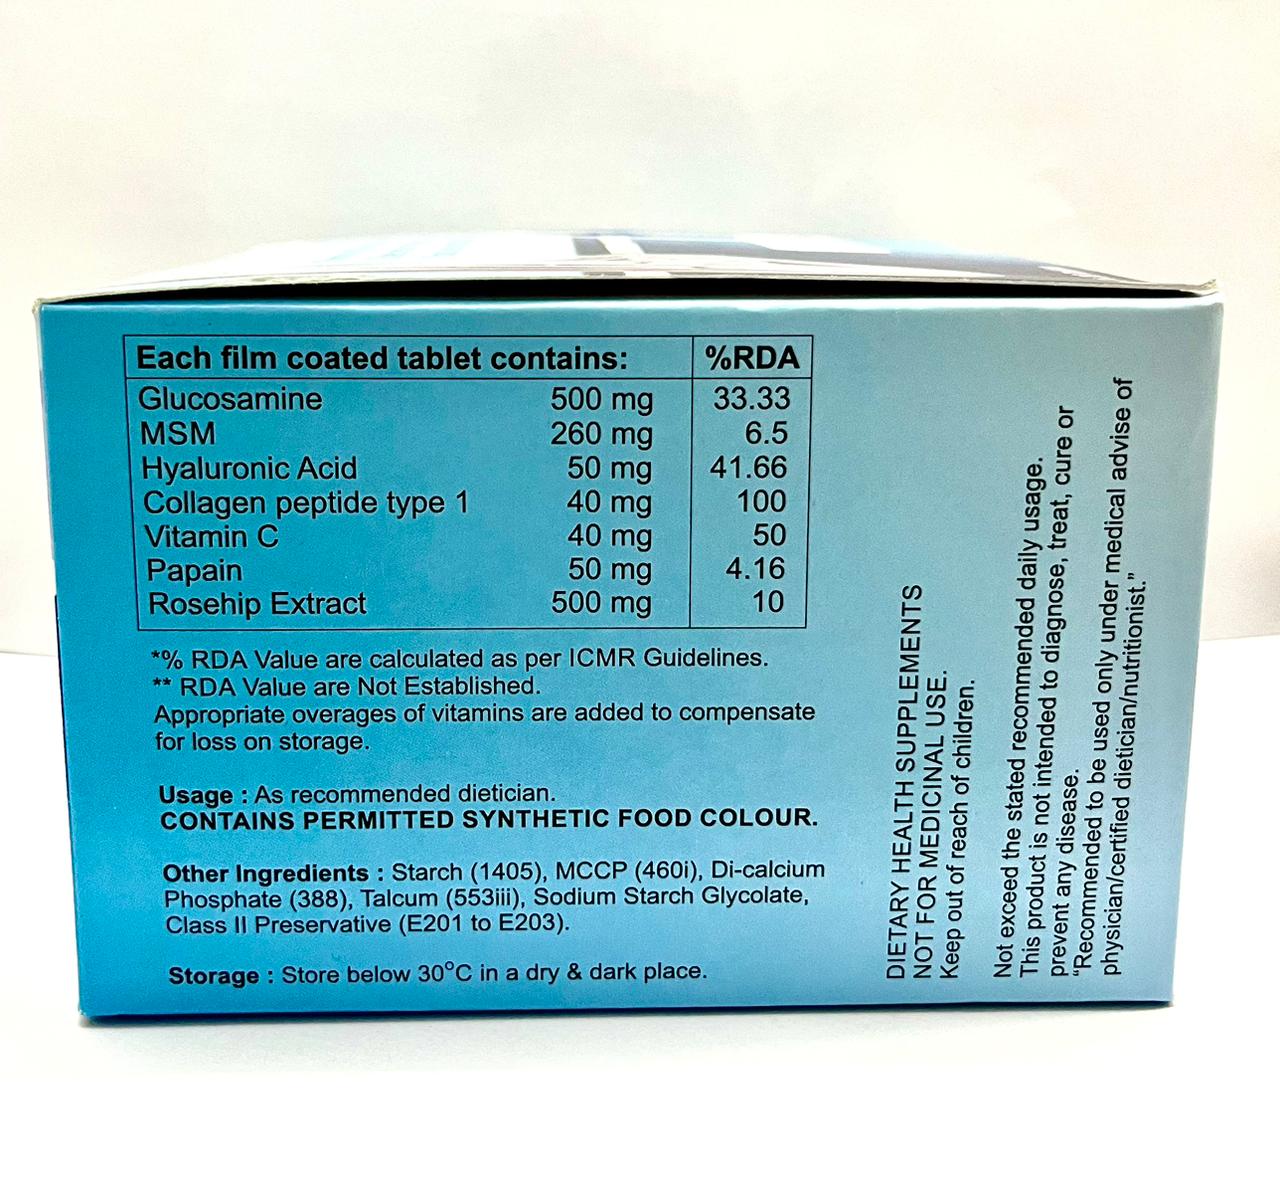 Each film coated tablet contains: %RDA
Glucosamine 500 mg 33.33
MSM 260 mg 6.5
Hyaluronic Acid 50 mg 41.66
Collagen peptide type 1 40 mg 100
Vitamin C 40 mg 50
Papain 50 mg 4.16
Rosehip Extract 500 mg 10
*% RDA Value are calculated as per ICMR Guidelines.
** RDA Value are Not Established.
Appropriate overages of vitamins are added to compensate
for loss on storage.
Usage : As recommended dietician.
CONTAINS PERMITTED SYNTHETIC FOOD COLOUR.
Other Ingredients : Starch (1405), MCCP (460i), Di-calcium
Phosphate (388), Talcum (553iii), Sodium Starch Glycolate,
Class II Preservative (E201 to E203).
Storage : Store below 30°C in a dry & dark place.
DIETARY HEALTH SUPPLEMENTS
NOT FOR MEDICINAL USE.
Keep out of reach of children.
Not exceed the stated recommended daily usage.
This product is not intended to diagnose, treat, cure or
prevent any disease.
“Recommended to be used only under medical advise of
physician/certified dietician/nutritionist.”